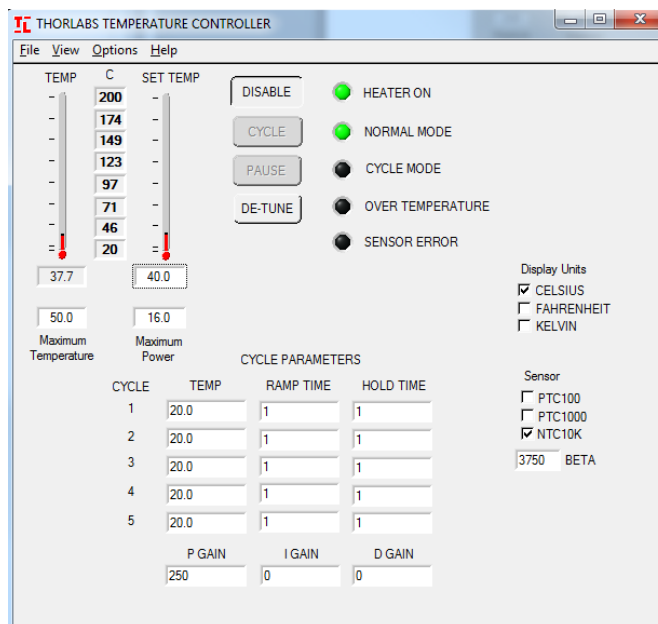 THORLABS TEMPERATURE CONTROLLER
File View Options Help
TEMP C SET TEMP
200
174
149
123
97
71
46
20
37.7 40.0
50.0 16.0
Maximum Temperature
Maximum Power
DISABLE
CYCLE
PAUSE
DE-TUNE
HEATER ON
NORMAL MODE
CYCLE MODE
OVER TEMPERATURE
SENSOR ERROR
Display Units
CELSIUS
FAHRENHEIT
KELVIN
CYCLE PARAMETERS
CYCLE TEMP RAMP TIME HOLD TIME
1 20.0 1 1
2 20.0 1 1
3 20.0 1 1
4 20.0 1 1
5 20.0 1 1
P GAIN I GAIN D GAIN
250 0 0
Sensor
PTC100
PTC1000
NTC10K
3750 BETA